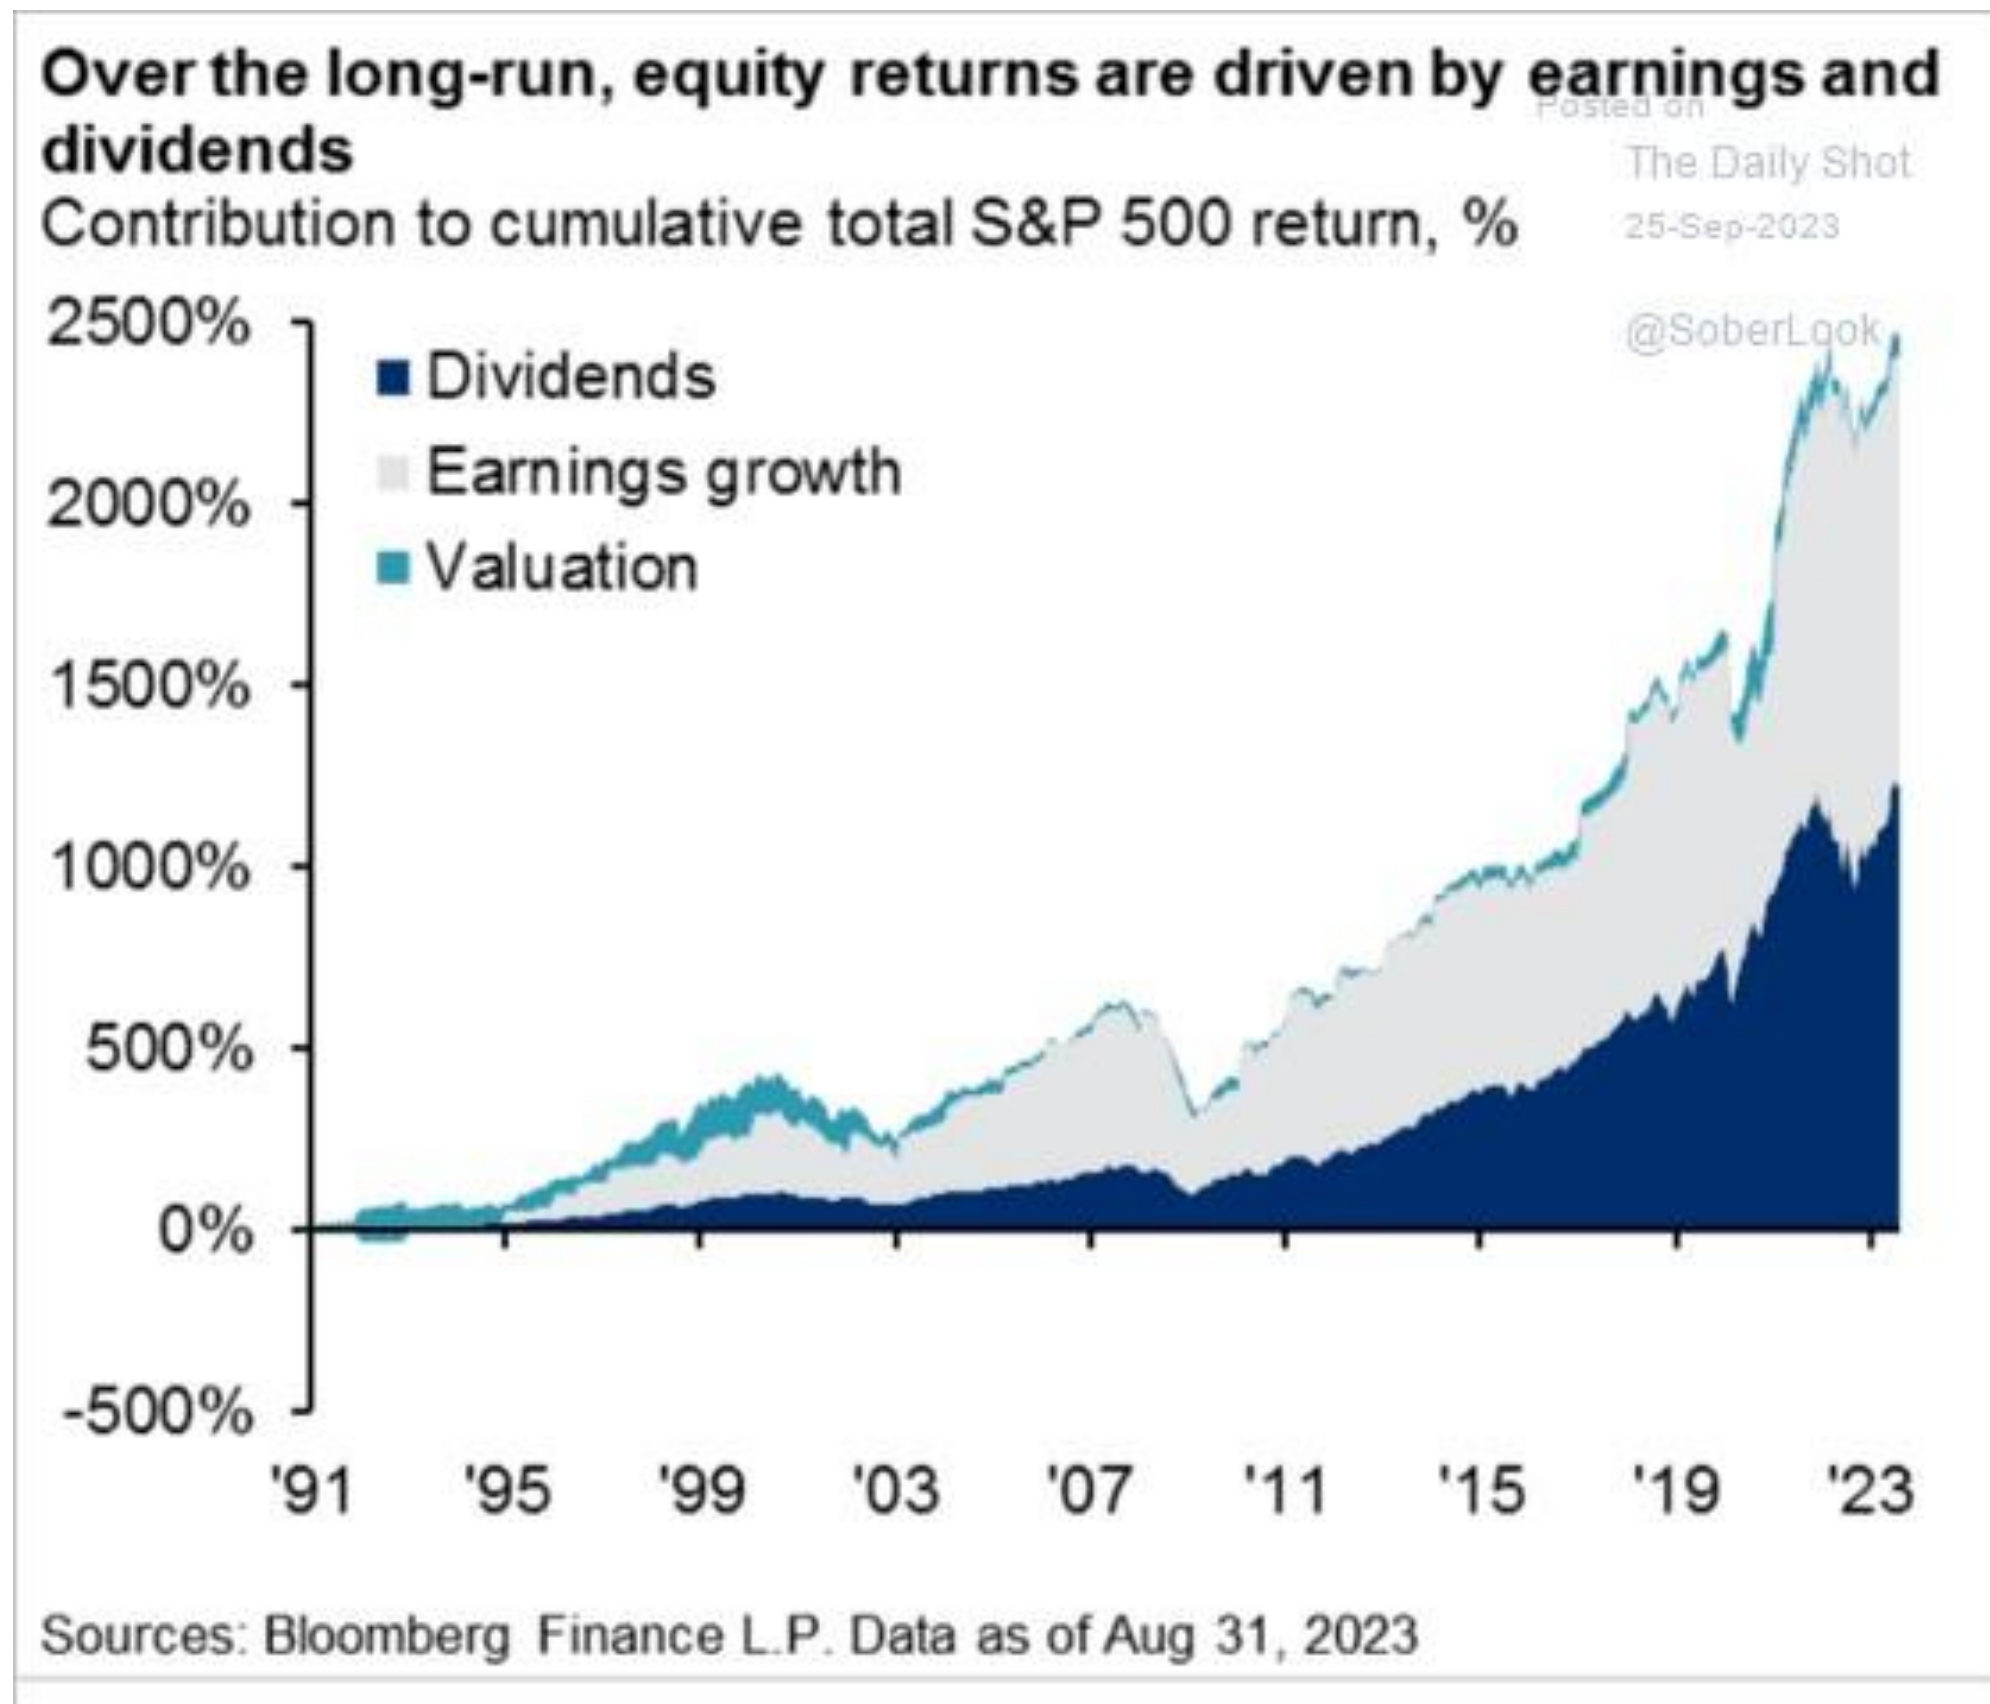 Over the long-run, equity returns are driven by earnings and
dividends
Posted on
The Daily Shot
Contribution to cumulative total S&P 500 return, %
25-Sep-2023
@SoberLook
2500%
2000%
1500%
1000%
500%
0%
-500%
Dividends
Earnings growth
Valuation
'91 '95 '99 '03 '07 '11 '15 '19 '23
Sources: Bloomberg Finance L.P. Data as of Aug 31, 2023